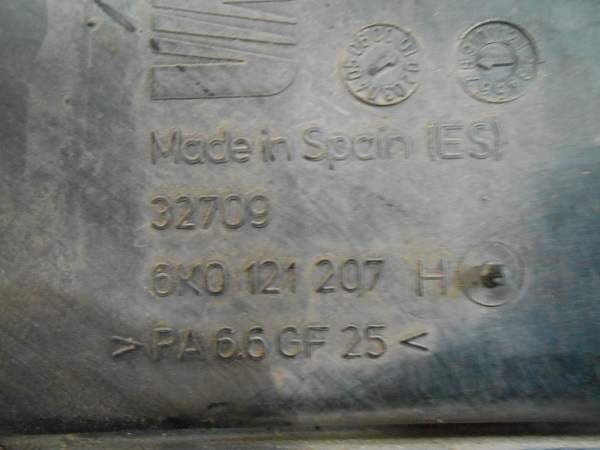 Made in Spain (ES)
32709
6K0 121 207 H
>PA 6.6 GF 25<